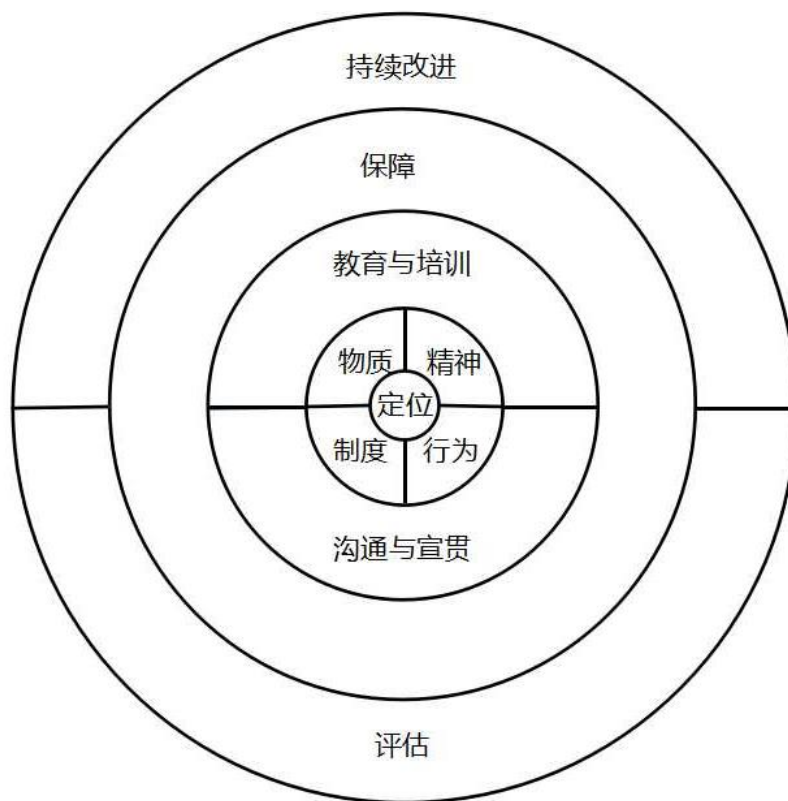 持续改进
保障
教育与培训
物质 精神
定位
制度 行为
沟通与宣贯
评估